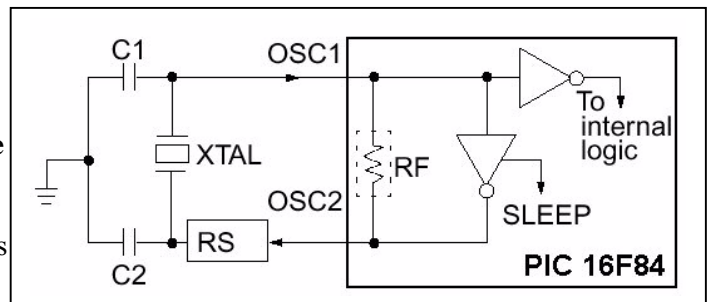 C1
OSC1
To
internal
logic
e
XTAL
RF
OSC2
SLEEP
s
RS
C2
PIC 16F84